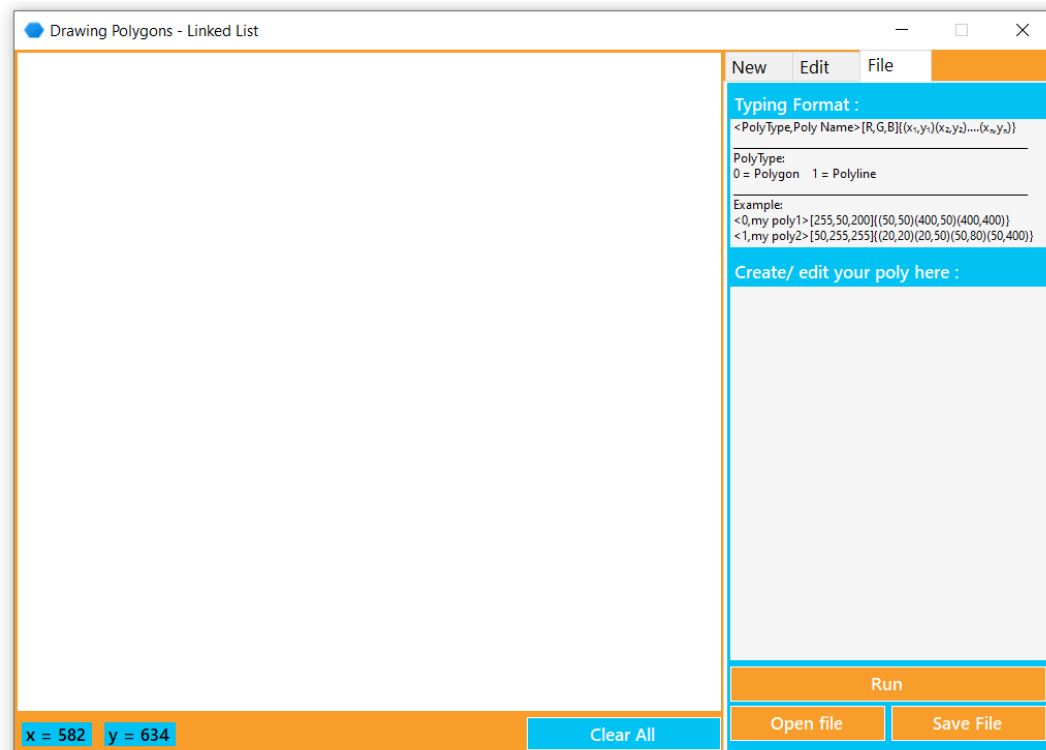 Drawing Polygons - Linked List
New Edit File
Typing Format :
<PolyType,Poly Name>[R,G,B]{(x₁,y₁)(x₂,y₂)....(xₙ,yₙ)}
PolyType:
0 = Polygon 1 = Polyline
Example:
<0,my poly1>[255,50,200]{(50,50)(400,50)(400,400)}
<1,my poly2>[50,255,255]{(20,20)(20,50)(50,80)(50,400)}
Create/ edit your poly here :
Run
Open file Save File
x = 582 y = 634 Clear All